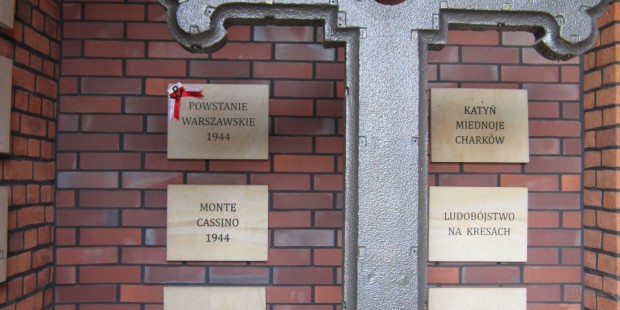 POWSTANIE
WARSZAWSKIE
1944
MONTE
CASSINO
1944
KATYŃ
MIEDNOJE
CHARKÓW
LUDOBÓJSTWO
NA KRESACH